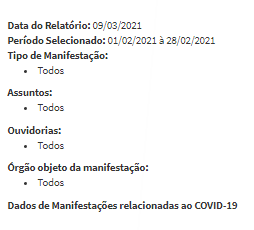 Data do Relatório: 09/03/2021
Período Selecionado: 01/02/2021 à 28/02/2021
Tipo de Manifestação:
• Todos
Assuntos:
• Todos
Ouvidorias:
• Todos
Órgão objeto da manifestação:
• Todos
Dados de Manifestações relacionadas ao COVID-19